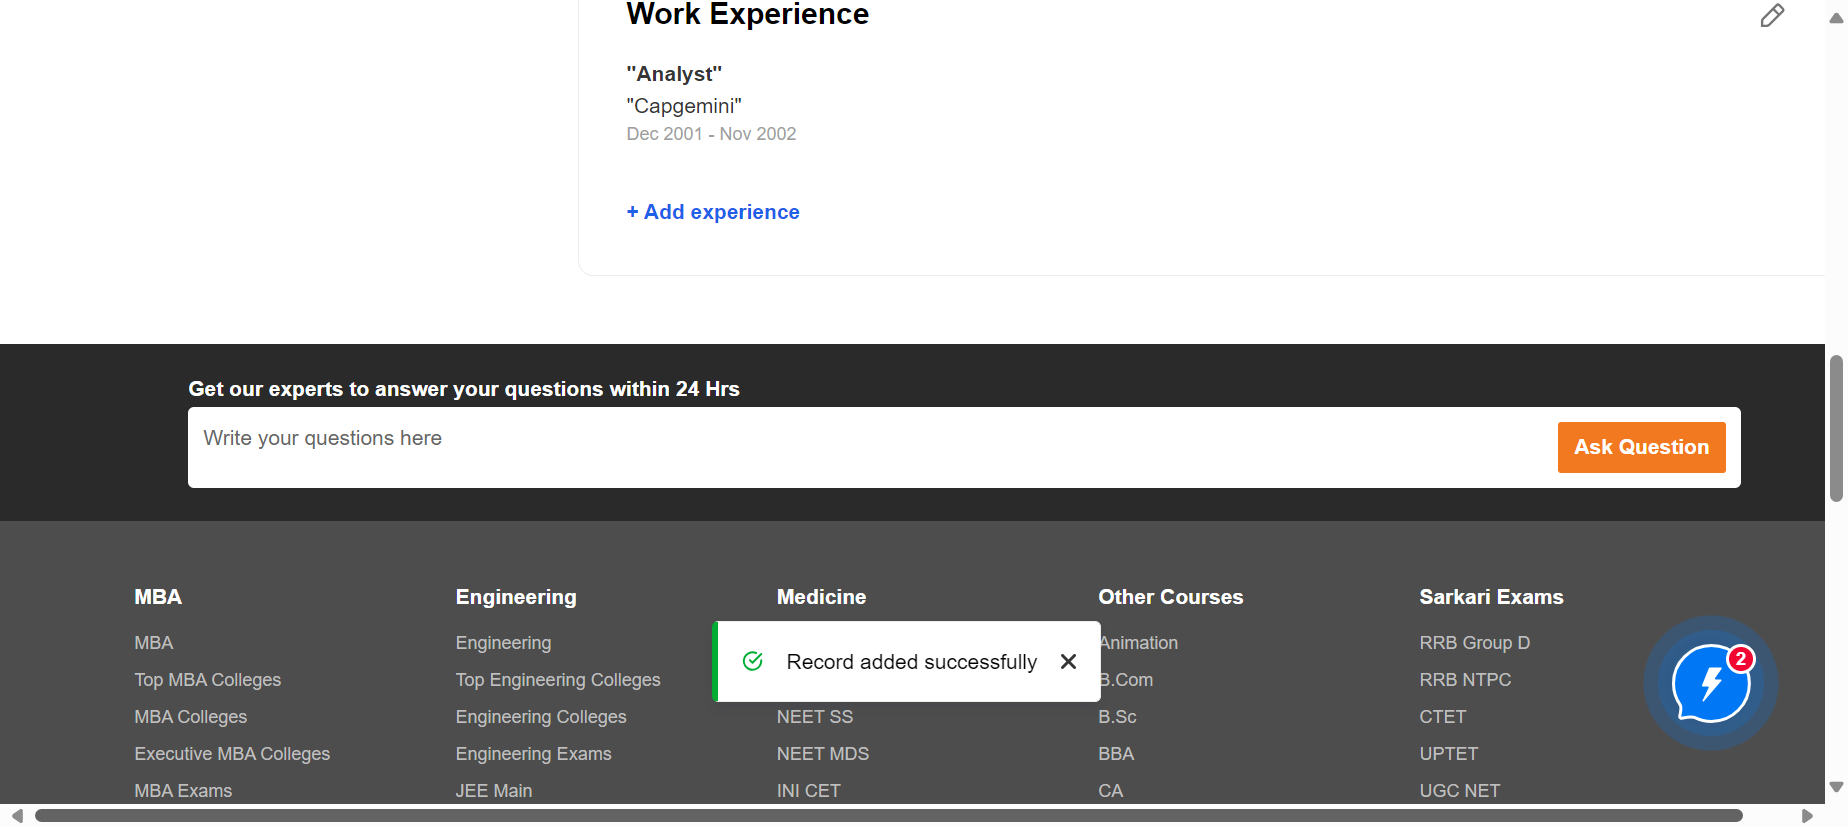 Work Experience
"Analyst"
"Capgemini"
Dec 2001 - Nov 2002
+ Add experience
Get our experts to answer your questions within 24 Hrs
Write your questions here
Ask Question
MBA
MBA
Top MBA Colleges
MBA Colleges
Executive MBA Colleges
MBA Exams
Engineering
Engineering
Top Engineering Colleges
Engineering Colleges
Engineering Exams
JEE Main
Medicine
NEET SS
NEET MDS
INI CET
Other Courses
Animation
B.Com
B.Sc
BBA
CA
Sarkari Exams
RRB Group D
RRB NTPC
CTET
UPTET
UGC NET
Record added successfully
2